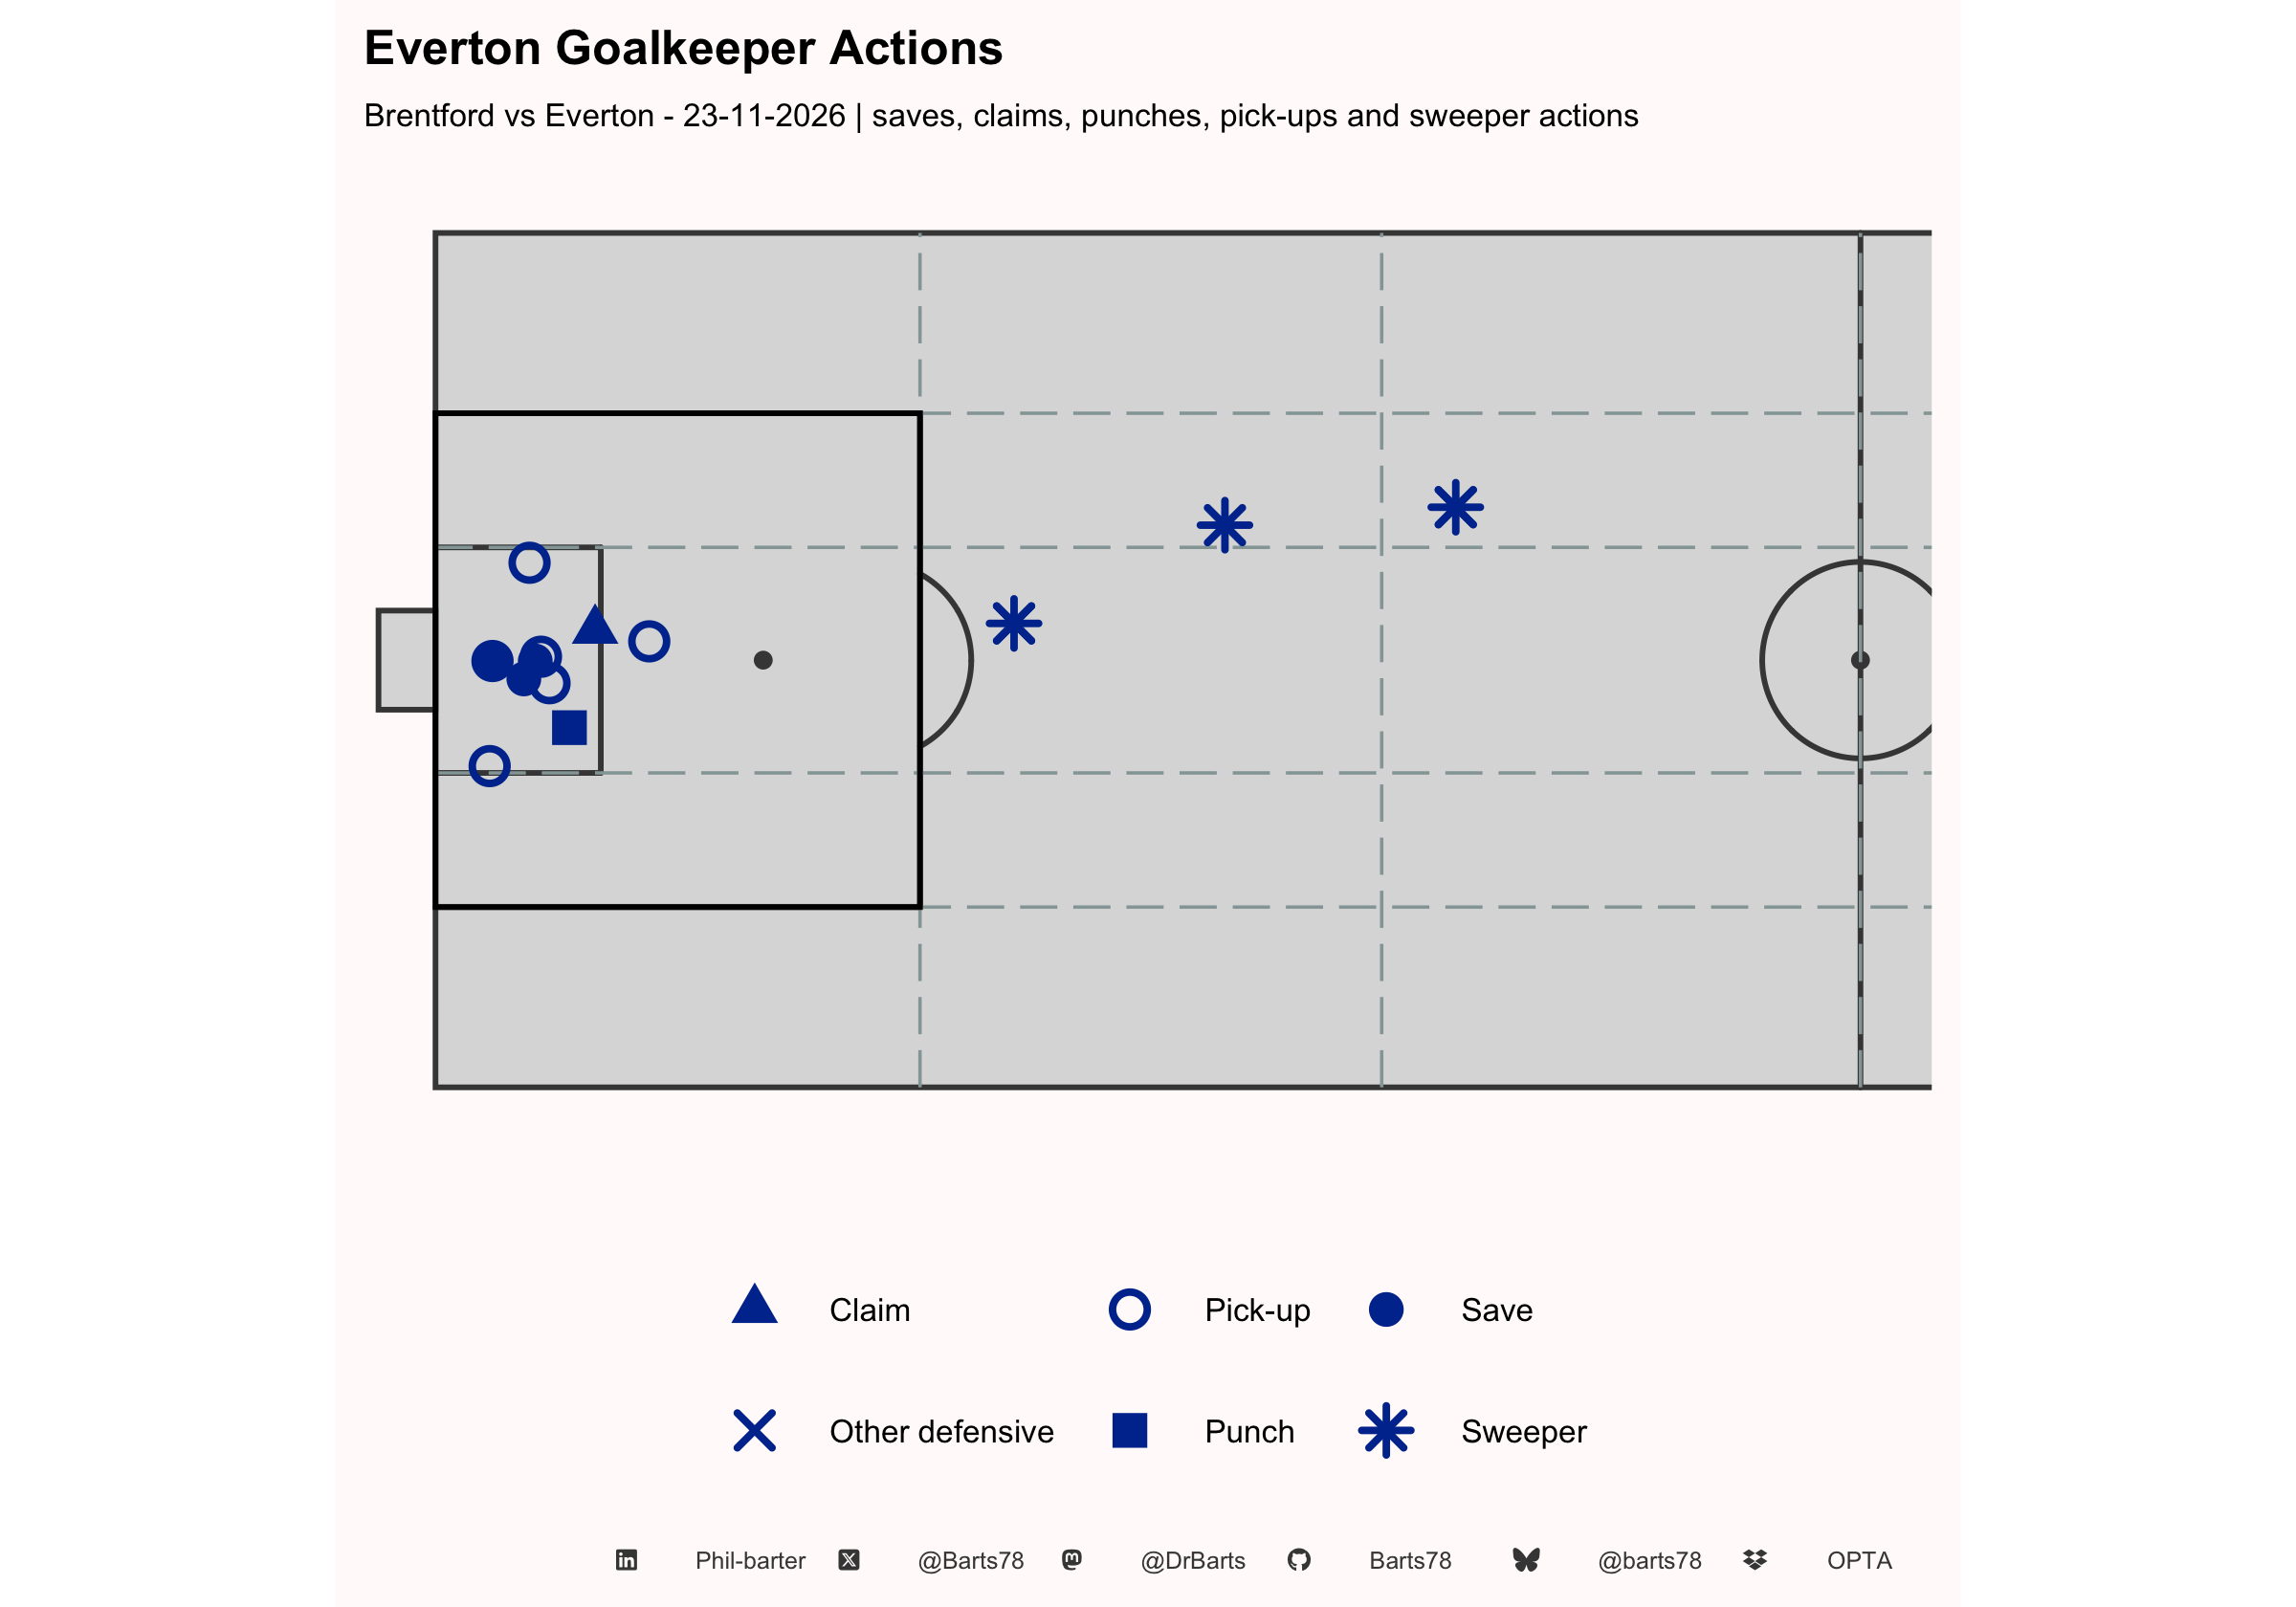 Everton Goalkeeper Actions
Brentford vs Everton - 23-11-2026 | saves, claims, punches, pick-ups and sweeper actions
Claim Pick-up Save
Other defensive Punch Sweeper
Phil-barter @Barts78 @DrBarts Barts78 @barts78 OPTA